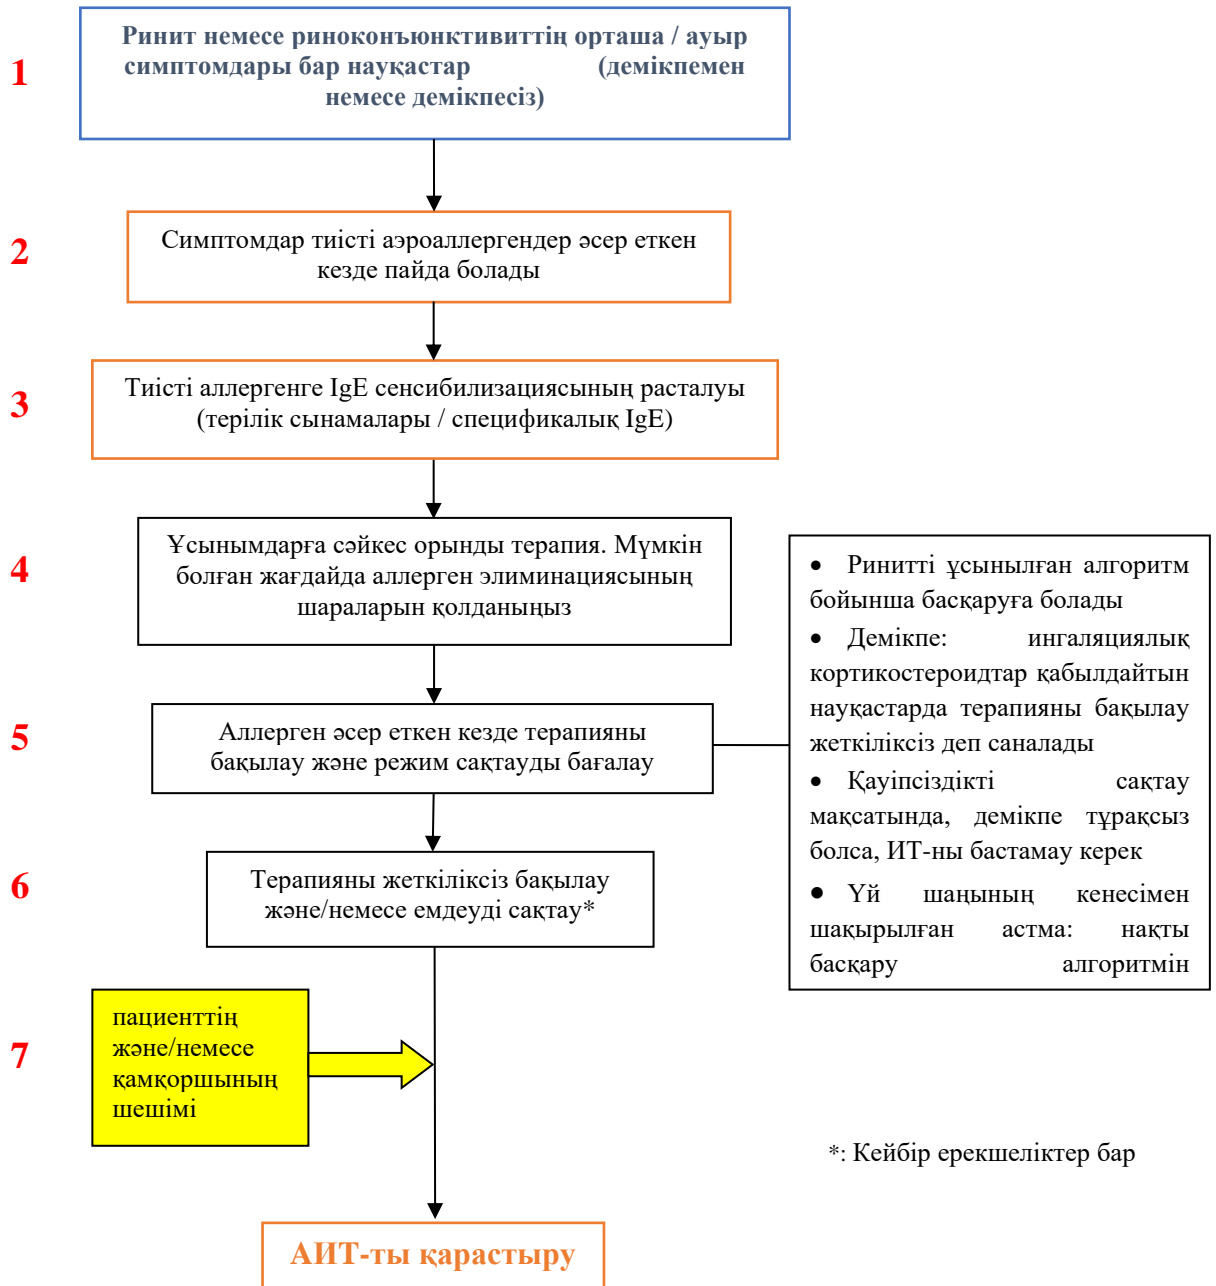 1
Ринит немесе риноконъюнктивиттің орташа / ауыр
симптомдары бар науқастар (демікпемен
немесе демікпесіз)
2
Симптомдар тиісті аэроаллергендер әсер еткен
кезде пайда болады
3
Тиісті аллергенге IgE сенсибилизациясының расталуы
(терілік сынамалары / спецификалық IgE)
4
Ұсынымдарға сәйкес орынды терапия. Мүмкін
болған жағдайда аллерген элиминациясының
шараларын қолданыңыз
5
Аллерген әсер еткен кезде терапияны
бақылау және режим сақтауды бағалау
• Ринитті ұсынылған алгоритм
бойынша басқаруға болады
• Демікпе: ингаляциялық
кортикостероидтар қабылдайтын
науқастарда терапияны бақылау
жеткіліксіз деп саналады
• Қауіпсіздікті сақтау
мақсатында, демікпе тұрақсыз
болса, ИТ-ны бастамау керек
• Үй шаңының кенесімен
шақырылған астма: нақты
басқару алгоритмін
6
Терапияны жеткіліксіз бақылау
және/немесе емдеуді сақтау*
7
пациенттің
және/немесе
қамқоршының
шешімі
*: Кейбір ерекшеліктер бар
АИТ-ты қарастыру